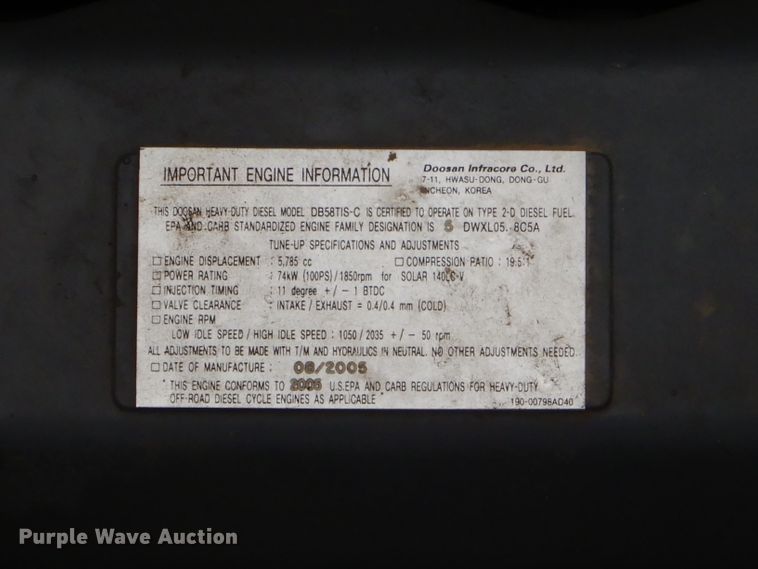 IMPORTANT ENGINE INFORMATION
Doosan Infracore Co., Ltd.
7-11, HWASU-DONG, DONG-GU
INCHEON, KOREA
THIS DOOSAN HEAVY-DUTY DIESEL MODEL DB58TIS-C IS CERTIFIED TO OPERATE ON TYPE 2-D DIESEL FUEL.
EPA AND CARB STANDARDIZED ENGINE FAMILY DESIGNATION IS 5 DWXL05.8C5A
TUNE-UP SPECIFICATIONS AND ADJUSTMENTS
☐ ENGINE DISPLACEMENT : 5,785 cc ☐ COMPRESSION RATIO : 19.5:1
☐ POWER RATING : 74kW (100PS) / 1850rpm for SOLAR 140LC-V
☐ INJECTION TIMING : 11 degree +/- 1 BTDC
☐ VALVE CLEARANCE : INTAKE / EXHAUST = 0.4/0.4 mm (COLD)
☐ ENGINE RPM
LOW IDLE SPEED / HIGH IDLE SPEED : 1050 / 2035 +/- 50 rpm
ALL ADJUSTMENTS TO BE MADE WITH T/M AND HYDRAULICS IN NEUTRAL. NO OTHER ADJUSTMENTS NEEDED.
☐ DATE OF MANUFACTURE : 06/2005
" THIS ENGINE CONFORMS TO 2005 U.S.EPA AND CARB REGULATIONS FOR HEAVY-DUTY
OFF-ROAD DIESEL CYCLE ENGINES AS APPLICABLE "
190-00798AD40
Purple Wave Auction